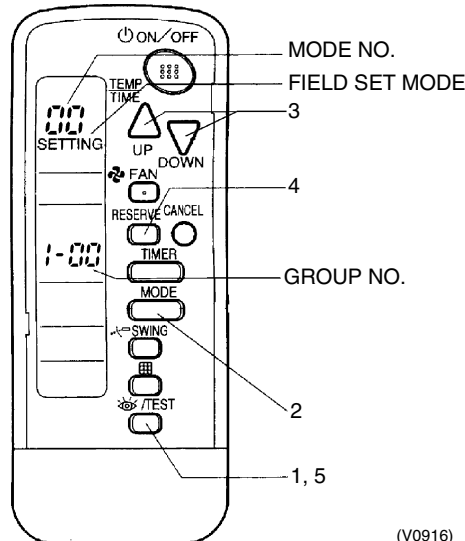 ⏻ ON/OFF
MODE NO.
FIELD SET MODE
TEMP
TIME
00
3
SETTING
UP
DOWN
FAN
4
RESERVE CANCEL
TIMER
1-00
GROUP NO.
MODE
SWING
2
/TEST
1, 5
(V0916)